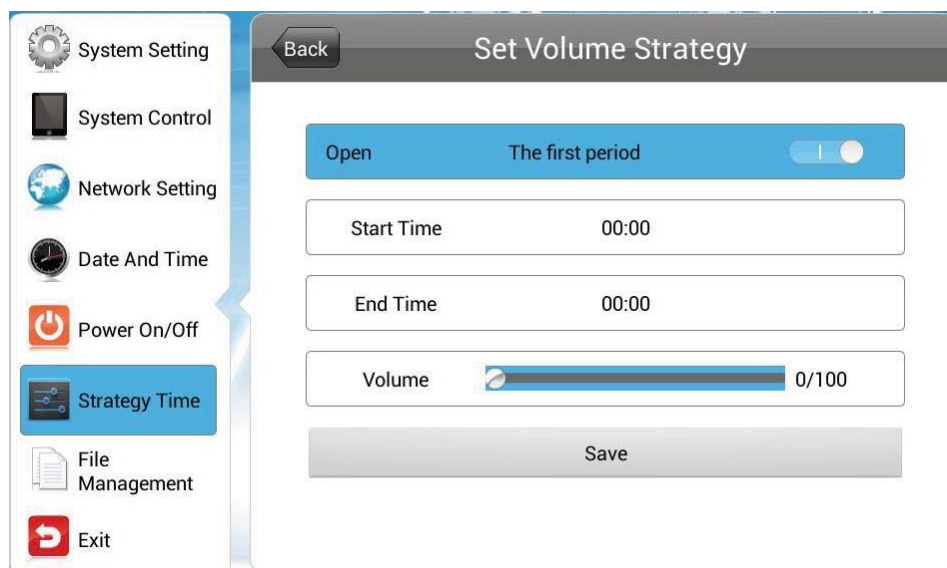 System Setting
System Control
Network Setting
Date And Time
Power On/Off
Strategy Time
File
Management
Exit
Back
Set Volume Strategy
Open The first period
Start Time 00:00
End Time 00:00
Volume 0/100
Save